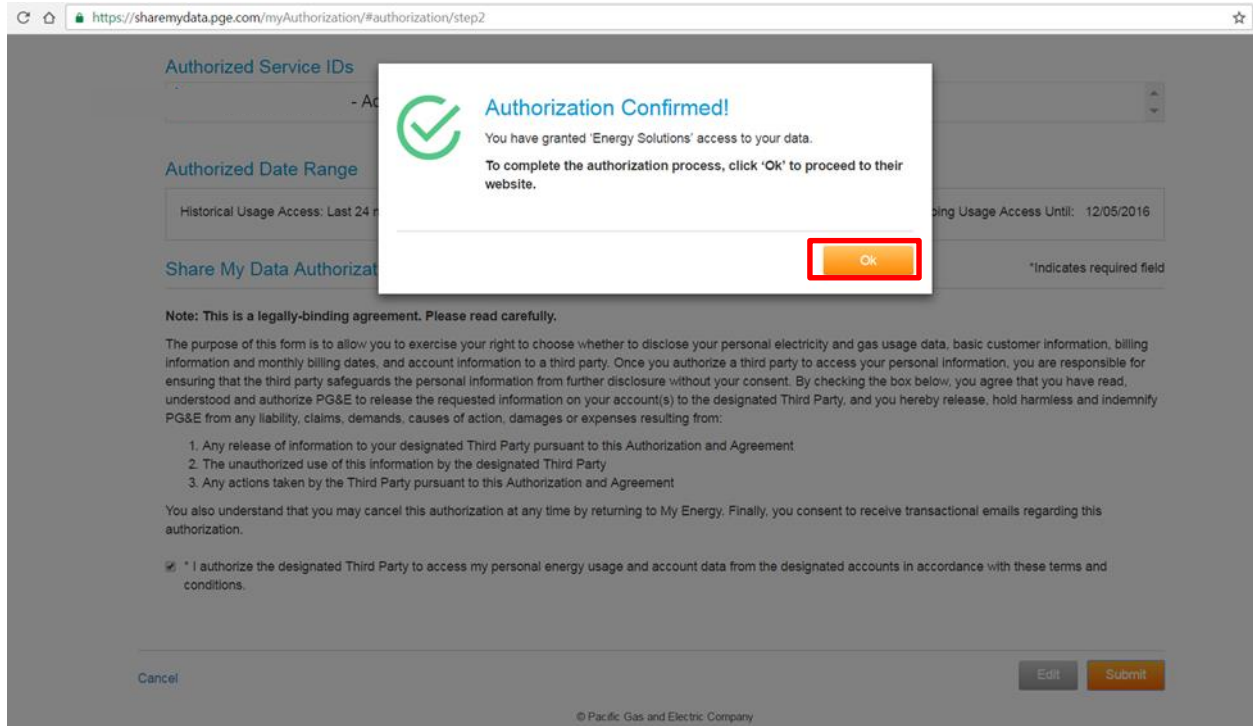 https://sharemydata.pge.com/myAuthorization/#authorization/step2
Authorized Service IDs
- Ac
Authorization Confirmed!
You have granted 'Energy Solutions' access to your data.
To complete the authorization process, click 'Ok' to proceed to their
website.
Ok
Authorized Date Range
Historical Usage Access: Last 24 m
oing Usage Access Until: 12/05/2016
Share My Data Authorizat
*Indicates required field
Note: This is a legally-binding agreement. Please read carefully.
The purpose of this form is to allow you to exercise your right to choose whether to disclose your personal electricity and gas usage data, basic customer information, billing
information and monthly billing dates, and account information to a third party. Once you authorize a third party to access your personal information, you are responsible for
ensuring that the third party safeguards the personal information from further disclosure without your consent. By checking the box below, you agree that you have read,
understood and authorize PG&E to release the requested information on your account(s) to the designated Third Party, and you hereby release, hold harmless and indemnify
PG&E from any liability, claims, demands, causes of action, damages or expenses resulting from:
1. Any release of information to your designated Third Party pursuant to this Authorization and Agreement
2. The unauthorized use of this information by the designated Third Party
3. Any actions taken by the Third Party pursuant to this Authorization and Agreement
You also understand that you may cancel this authorization at any time by returning to My Energy. Finally, you consent to receive transactional emails regarding this
authorization.
* I authorize the designated Third Party to access my personal energy usage and account data from the designated accounts in accordance with these terms and
conditions.
Cancel
Edit
Submit
© Pacific Gas and Electric Company